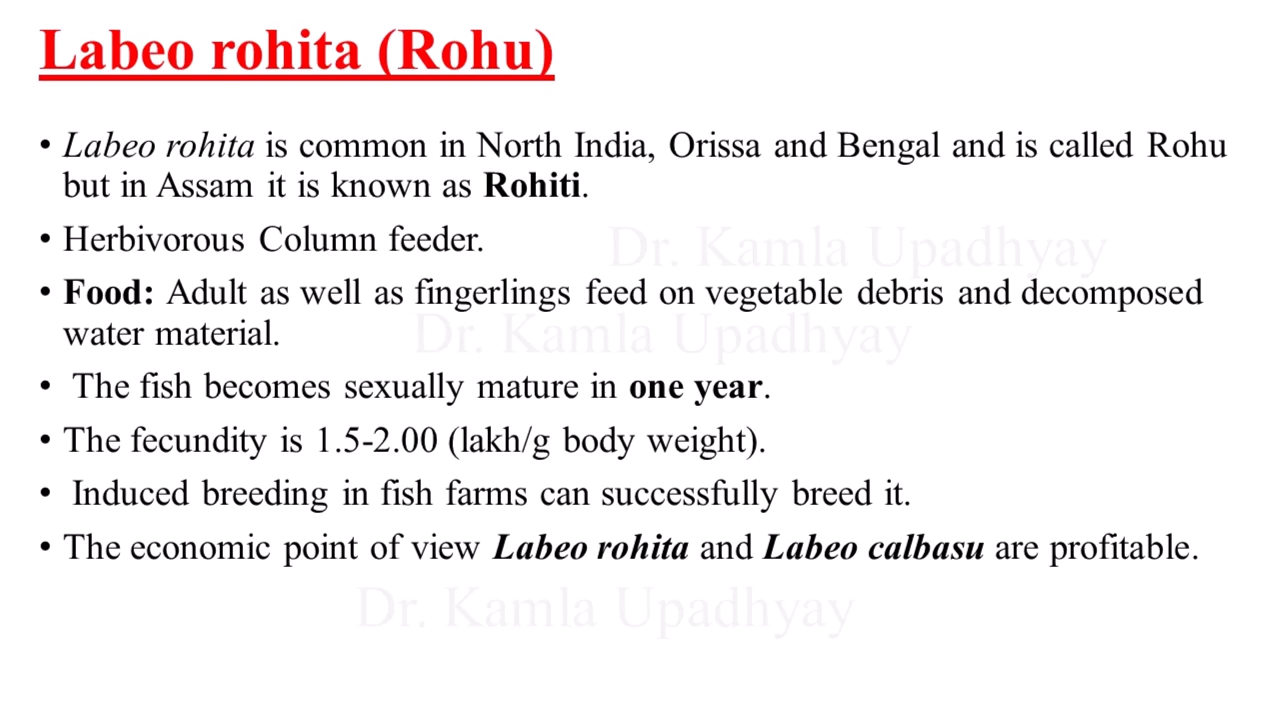 Labeo rohita (Rohu)
• Labeo rohita is common in North India, Orissa and Bengal and is called Rohu
but in Assam it is known as Rohiti.
• Herbivorous Column feeder.
Dr. Kamla Upadhyay
• Food: Adult as well as fingerlings feed on vegetable debris and decomposed
water material.
Dr. Kamla Upadhyay
• The fish becomes sexually mature in one year.
• The fecundity is 1.5-2.00 (lakh/g body weight).
• Induced breeding in fish farms can successfully breed it.
• The economic point of view Labeo rohita and Labeo calbasu are profitable.
Dr. Kamla Upadhyay